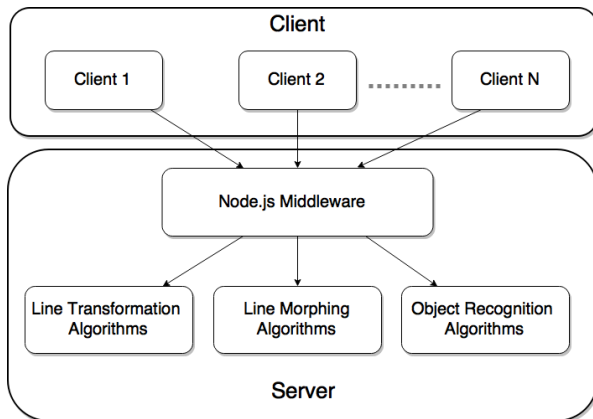 Client
Client 1
Client 2
Client N
Node.js Middleware
Line Transformation
Algorithms
Line Morphing
Algorithms
Object Recognition
Algorithms
Server